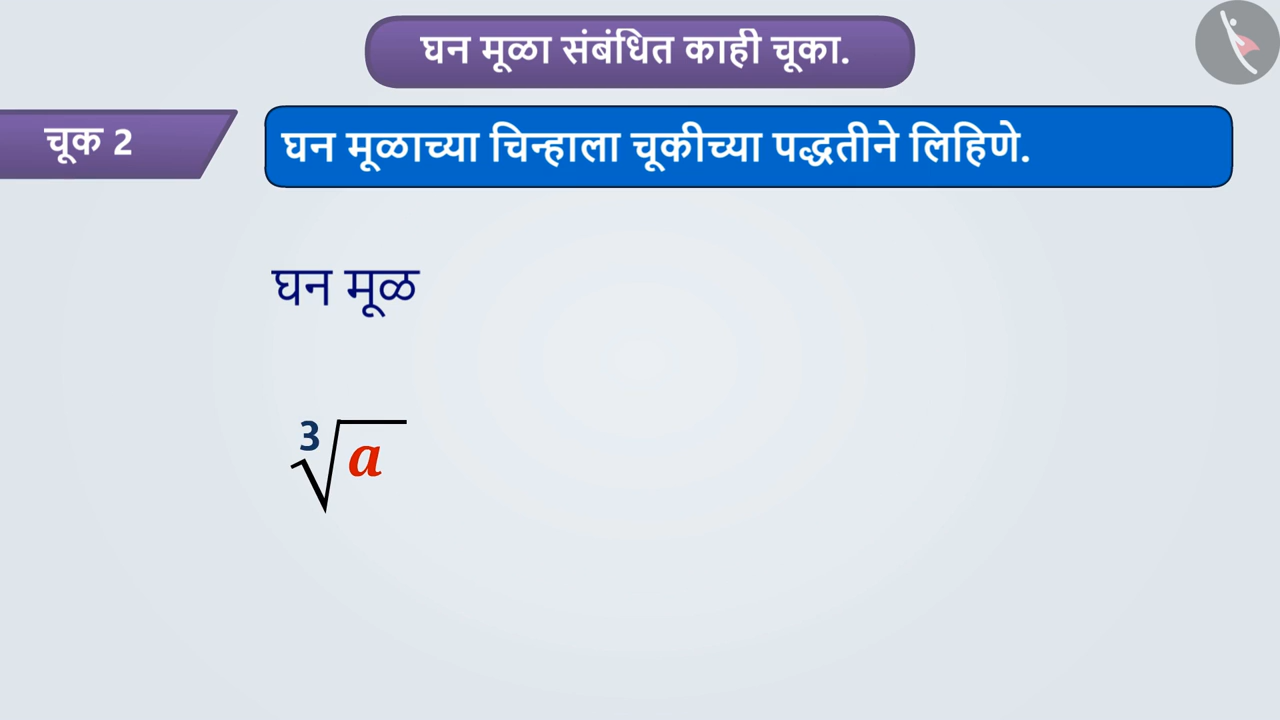 घन मूळा संबंधित काही चूका.
चूक 2
घन मूळाच्या चिन्हाला चूकीच्या पद्धतीने लिहिणे.
घन मूळ
∛a